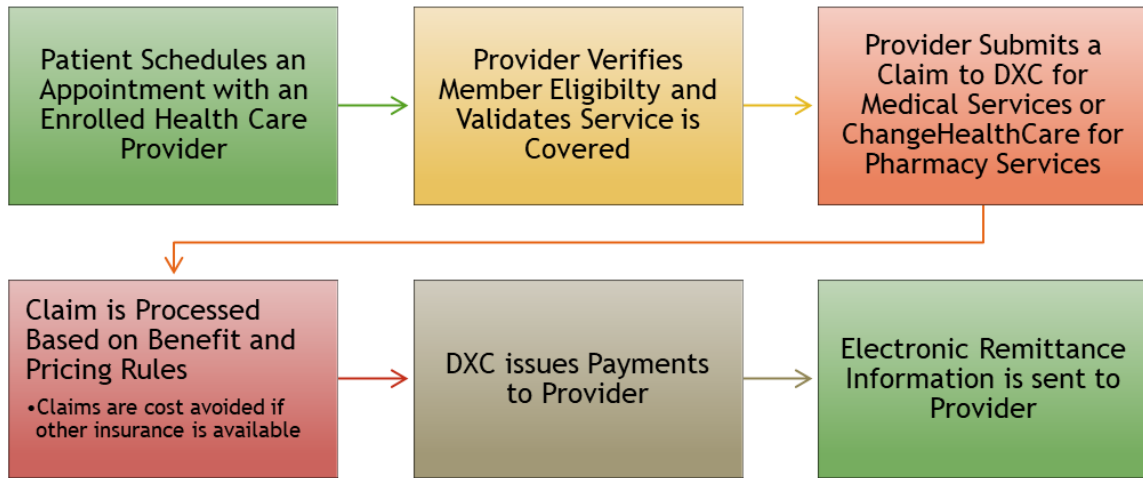 Patient Schedules an
Appointment with an
Enrolled Health Care
Provider
Provider Verifies
Member Eligibilty and
Validates Service is
Covered
Provider Submits a
Claim to DXC for
Medical Services or
ChangeHealthCare for
Pharmacy Services
Claim is Processed
Based on Benefit and
Pricing Rules
•Claims are cost avoided if
other insurance is available
DXC issues Payments
to Provider
Electronic Remittance
Information is sent to
Provider